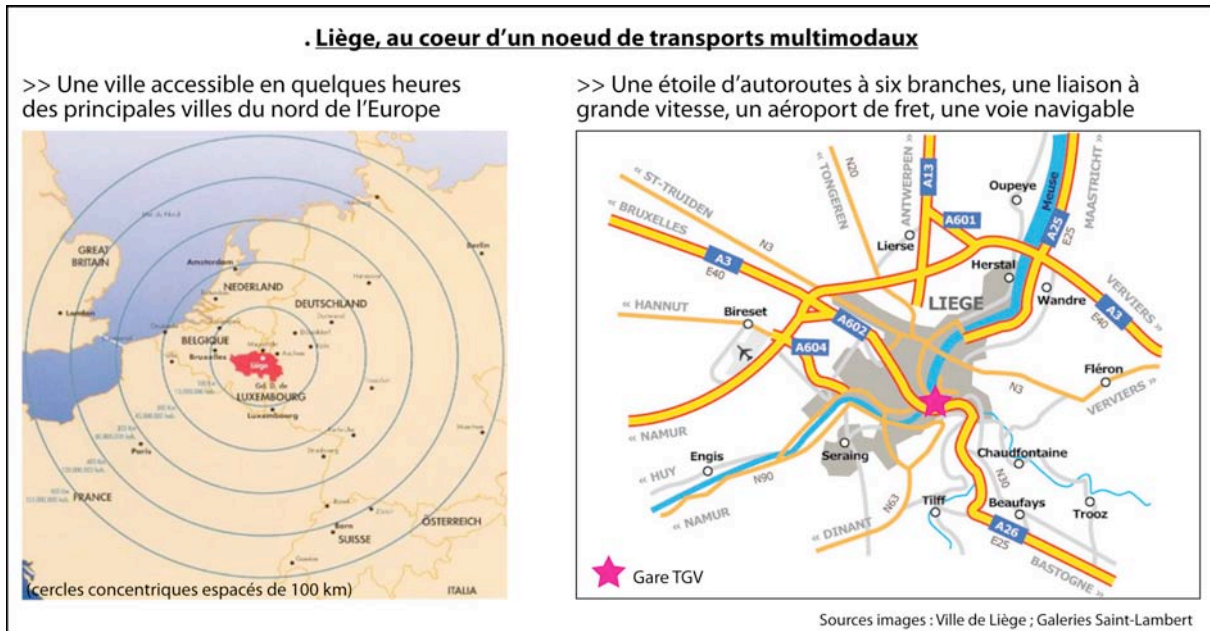 . Liège, au coeur d'un noeud de transports multimodaux
>> Une ville accessible en quelques heures
des principales villes du nord de l'Europe
>> Une étoile d'autoroutes à six branches, une liaison à
grande vitesse, un aéroport de fret, une voie navigable
GREAT
BRITAIN
London
Amsterdam
NEDERLAND
Berlin
DEUTSCHLAND
BELGIQUE
Bruxelles
Liège
Aachen
Gd. D. de
LUXEMBOURG
Luxembourg
Paris
FRANCE
Bern
SUISSE
ÖSTERREICH
ITALIA
(cercles concentriques espacés de 100 km)
« ST-TRUIDEN
« BRUXELLES
« TONGEREN
N20
ANTWERPEN »
A13
Oupeye
Meuse
A25
E25
MAASTRICHT »
A601
Lierse
N3
A3
E40
Herstal
LIEGE
Wandre
VERVIERS »
A3
E40
« HANNUT
Bireset
A602
A604
N3
Fléron
VERVIERS »
« NAMUR
Seraing
Engis
« HUY
N90
« NAMUR
Chaudfontaine
N30
N63
Tilff
Beaufays
Trooz
« DINANT
A26
E25
BASTOGNE »
Gare TGV
Sources images : Ville de Liège ; Galeries Saint-Lambert